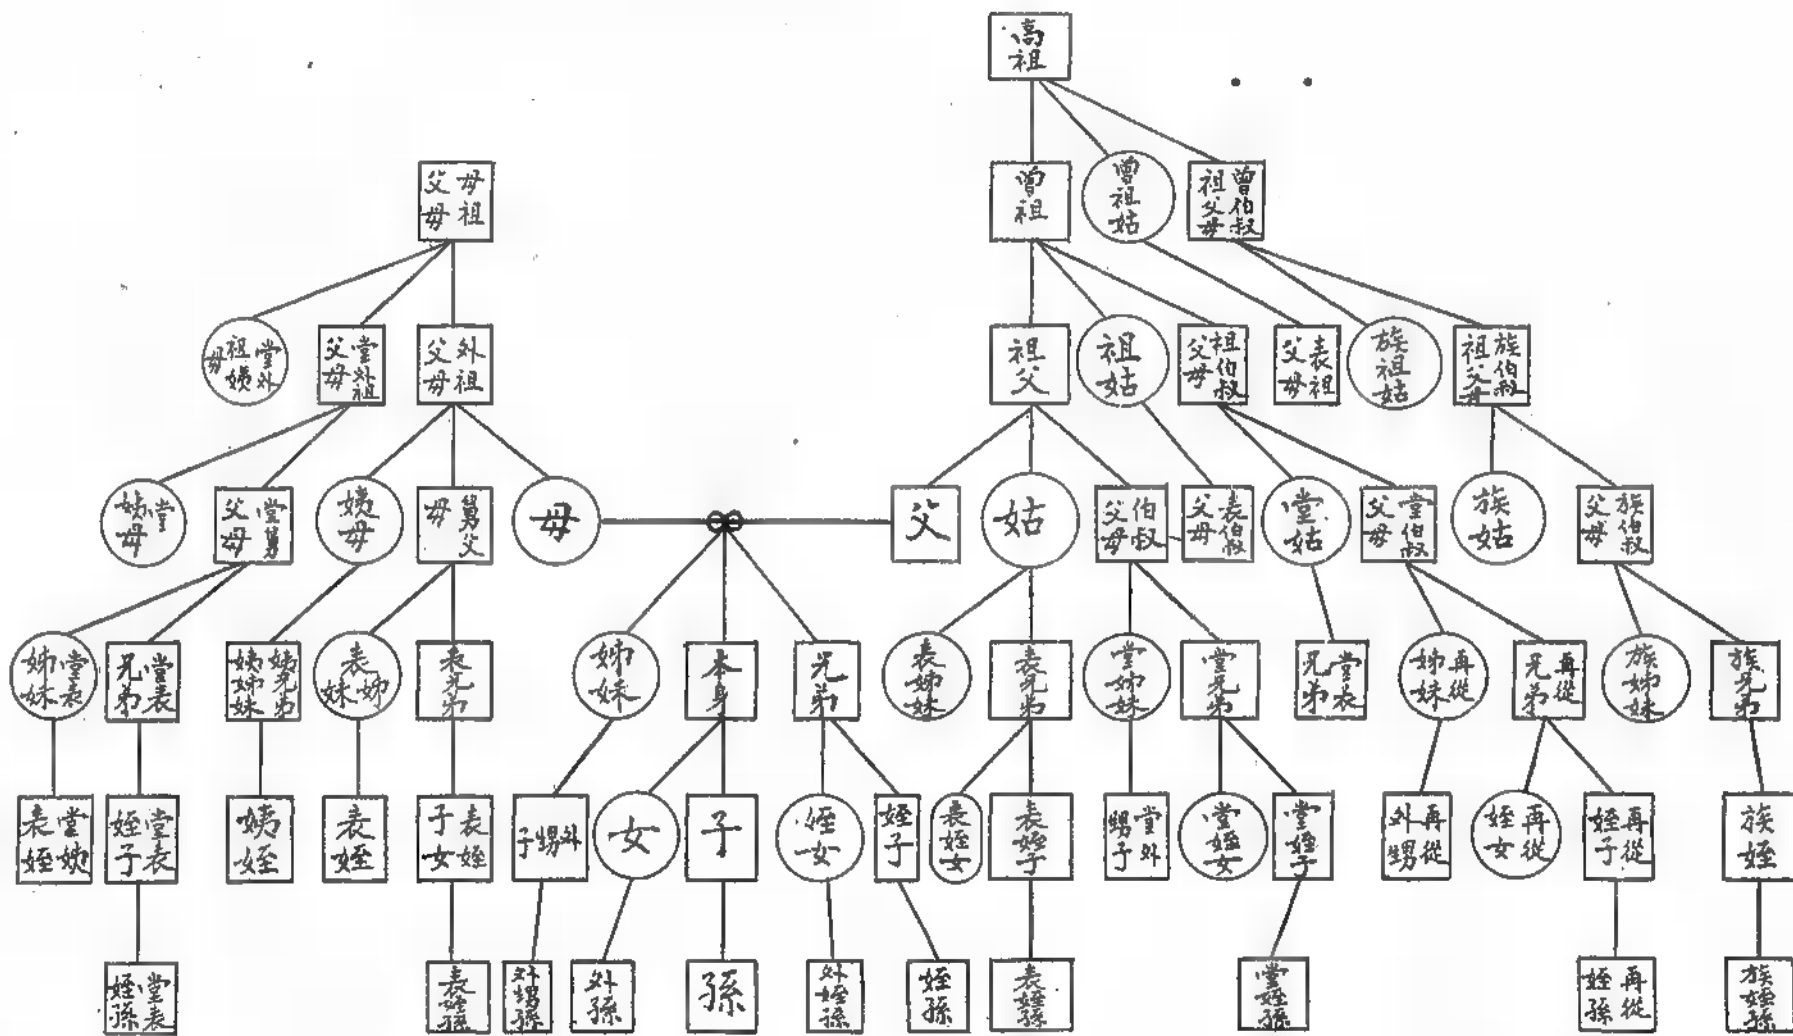 高祖
母祖父母
曾祖
曾祖姑
曾伯叔祖父母
堂外祖姨母
堂外祖父母
外祖父母
祖父
祖姑
祖伯叔父母
表祖父母
族祖姑
族伯叔祖父母
堂姨母
堂舅父母
姨母
舅父母
母
父
姑
伯叔父母
表伯叔父母
堂姑
堂伯叔父母
族姑
族伯叔父母
堂表姊妹
堂表兄弟
姨兄弟姨姊妹
表姊妹
表兄弟
姊妹
本身
兄弟
表姊妹
表兄弟
堂姊妹
堂兄弟
堂表兄弟
再從姊妹
再從兄弟
族姊妹
族兄弟
堂姨表姪
堂表姪子
姨姪
表姪
表姪子女
外甥子
女
子
姪女
姪子
表姪女
表姪子
堂外甥子
堂姪女
堂姪子
再從外甥
再從姪女
再從姪子
族姪
堂表姪孫
表姪孫
外甥孫
外孫
孫
外姪孫
姪孫
表姪孫
堂姪孫
再從姪孫
族姪孫